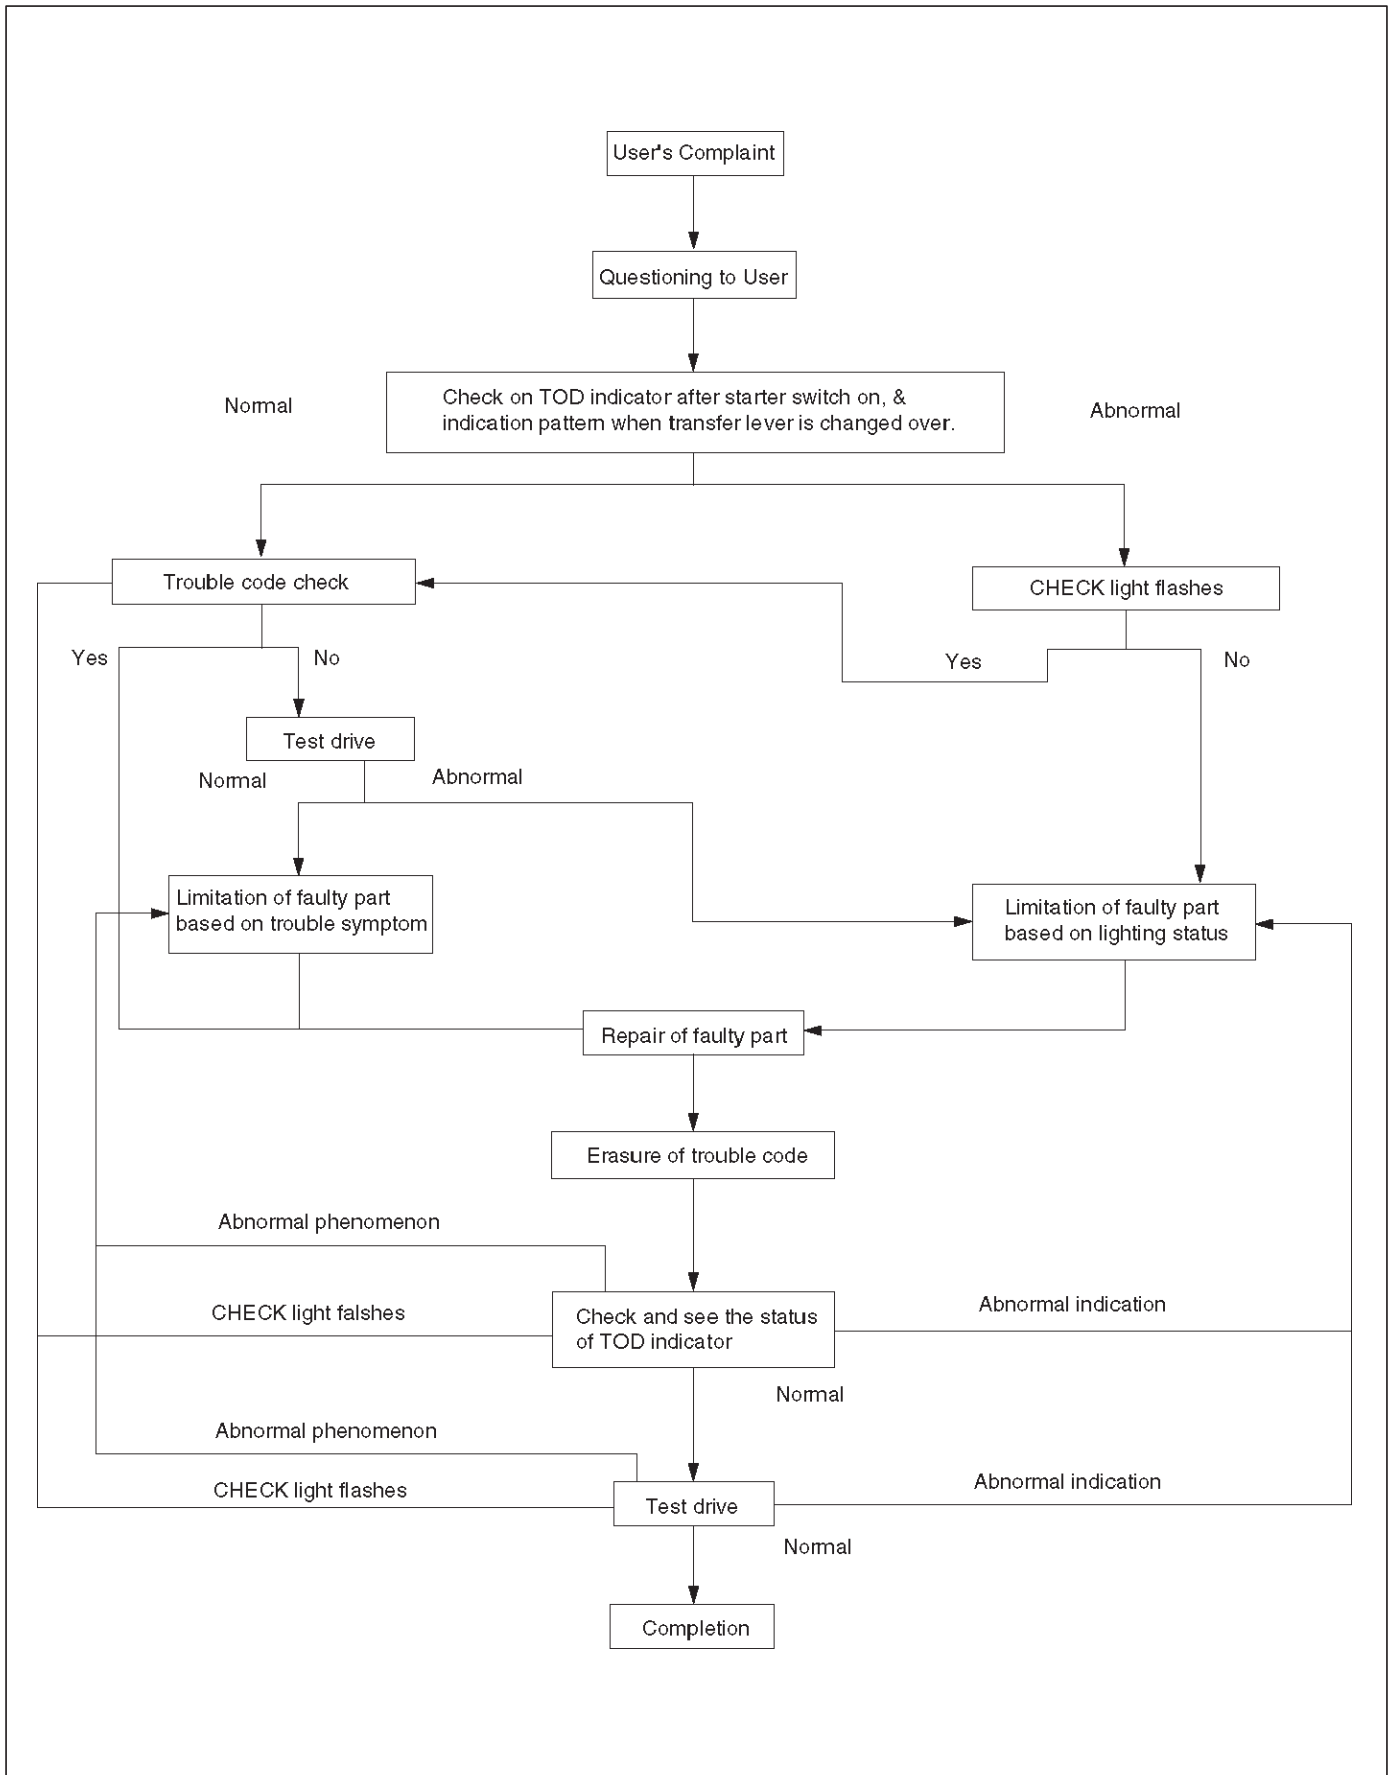 User's Complaint
Questioning to User
Normal
Check on TOD indicator after starter switch on, &
indication pattern when transfer lever is changed over.
Abnormal
Trouble code check
CHECK light flashes
Yes
No
Yes
No
Test drive
Normal
Abnormal
Limitation of faulty part
based on trouble symptom
Limitation of faulty part
based on lighting status
Repair of faulty part
Erasure of trouble code
Abnormal phenomenon
CHECK light falshes
Check and see the status
of TOD indicator
Abnormal indication
Normal
Abnormal phenomenon
CHECK light flashes
Test drive
Abnormal indication
Normal
Completion